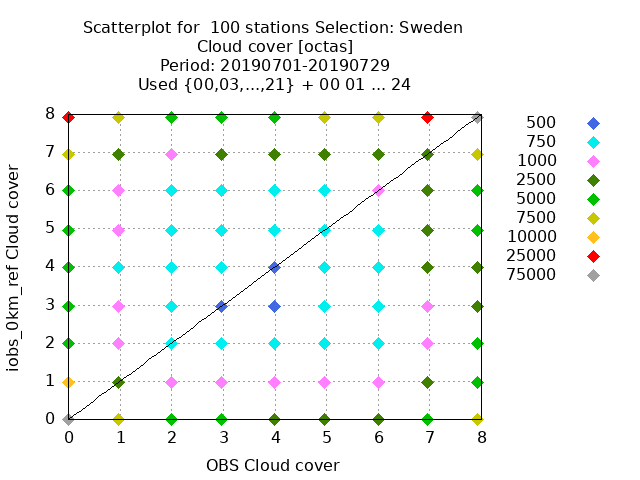 Scatterplot for  100 stations Selection: Sweden
Cloud cover [octas]
Period: 20190701-20190729
Used {00,03,...,21} + 00 01 ... 24
8
7
6
5
4
3
2
1
0
0 1 2 3 4 5 6 7 8
iobs_0km_ref Cloud cover
OBS Cloud cover
500
750
1000
2500
5000
7500
10000
25000
75000